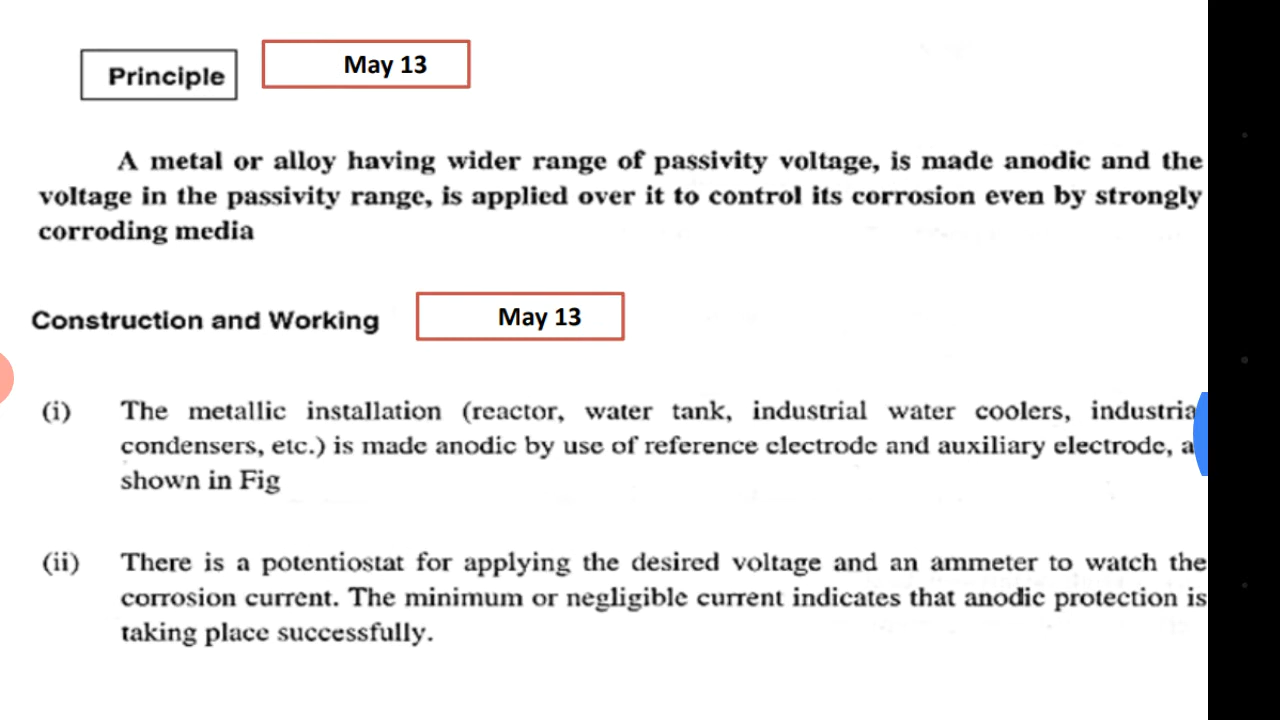 Principle May 13
A metal or alloy having wider range of passivity voltage, is made anodic and the
voltage in the passivity range, is applied over it to control its corrosion even by strongly
corroding media
Construction and Working May 13
(i) The metallic installation (reactor, water tank, industrial water coolers, industria
condensers, etc.) is made anodic by use of reference electrode and auxiliary electrode, a
shown in Fig
(ii) There is a potentiostat for applying the desired voltage and an ammeter to watch the
corrosion current. The minimum or negligible current indicates that anodic protection is
taking place successfully.